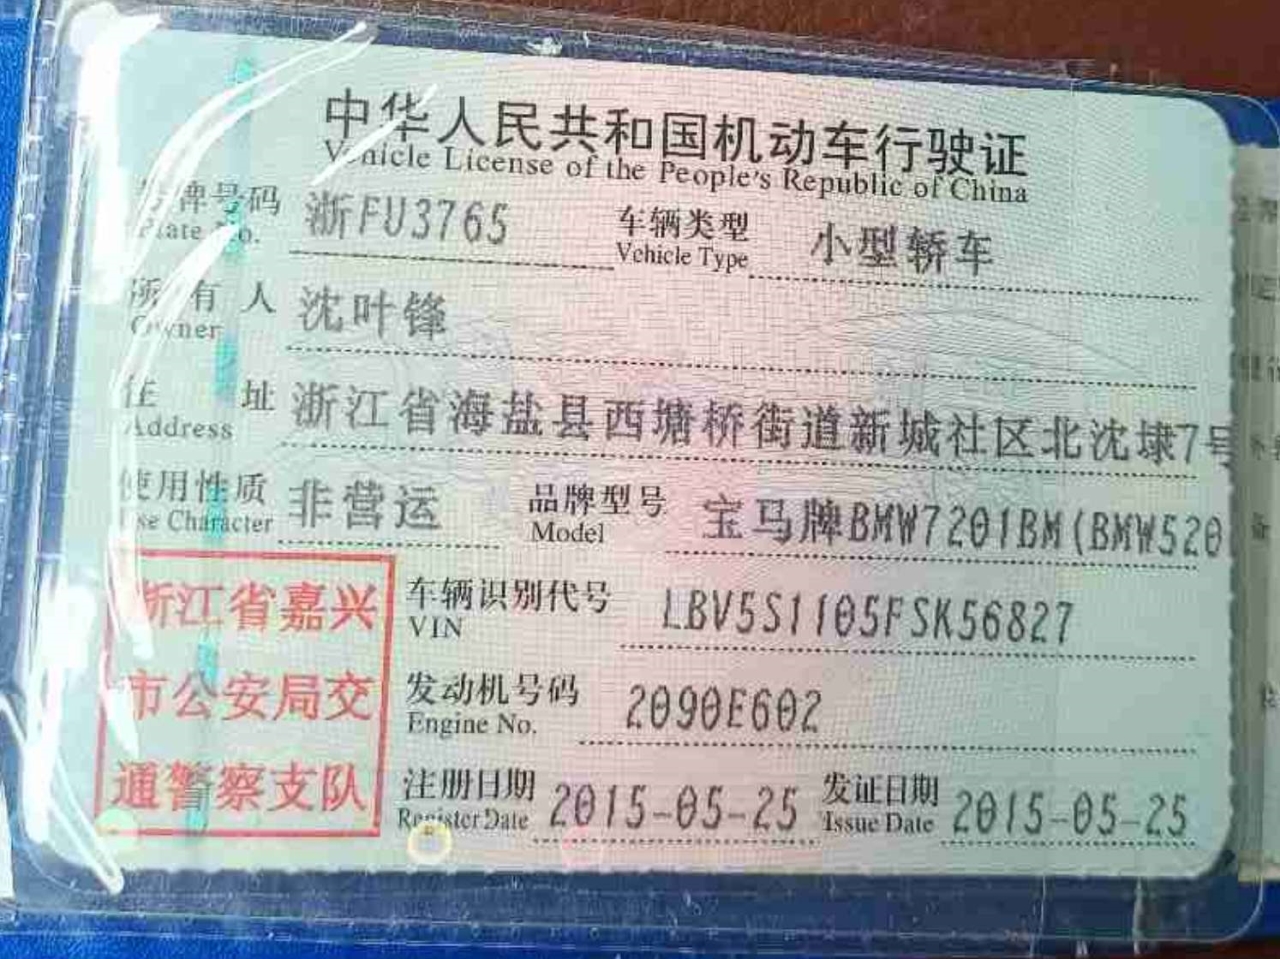 中华人民共和国机动车行驶证
Vehicle License of the People's Republic of China
号牌号码 浙FU3765 车辆类型 小型轿车
Plate No. Vehicle Type
所有人 沈叶锋
Owner
住址 浙江省海盐县西塘桥街道新城社区北沈埭7号
Address
使用性质 非营运 品牌型号 宝马牌BMW7201BM(BMW520
Use Character Model
浙江省嘉兴
市公安局交
通警察支队
车辆识别代号 LBV5S1105FSK56827
VIN
发动机号码 2090E602
Engine No.
注册日期 2015-05-25 发证日期 2015-05-25
Register Date Issue Date